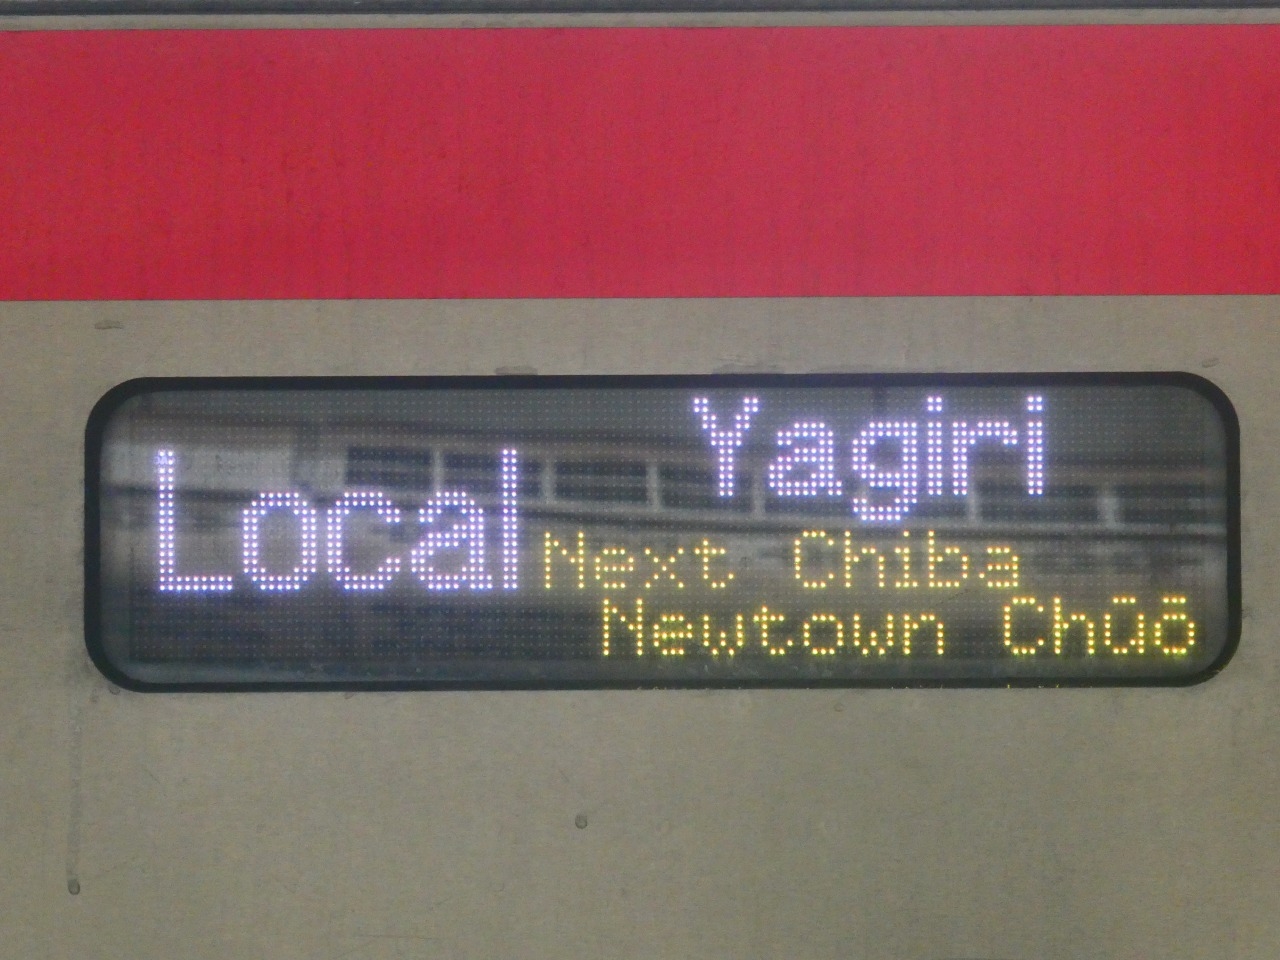 Local
Yagiri
Next Chiba
Newtown Chūō